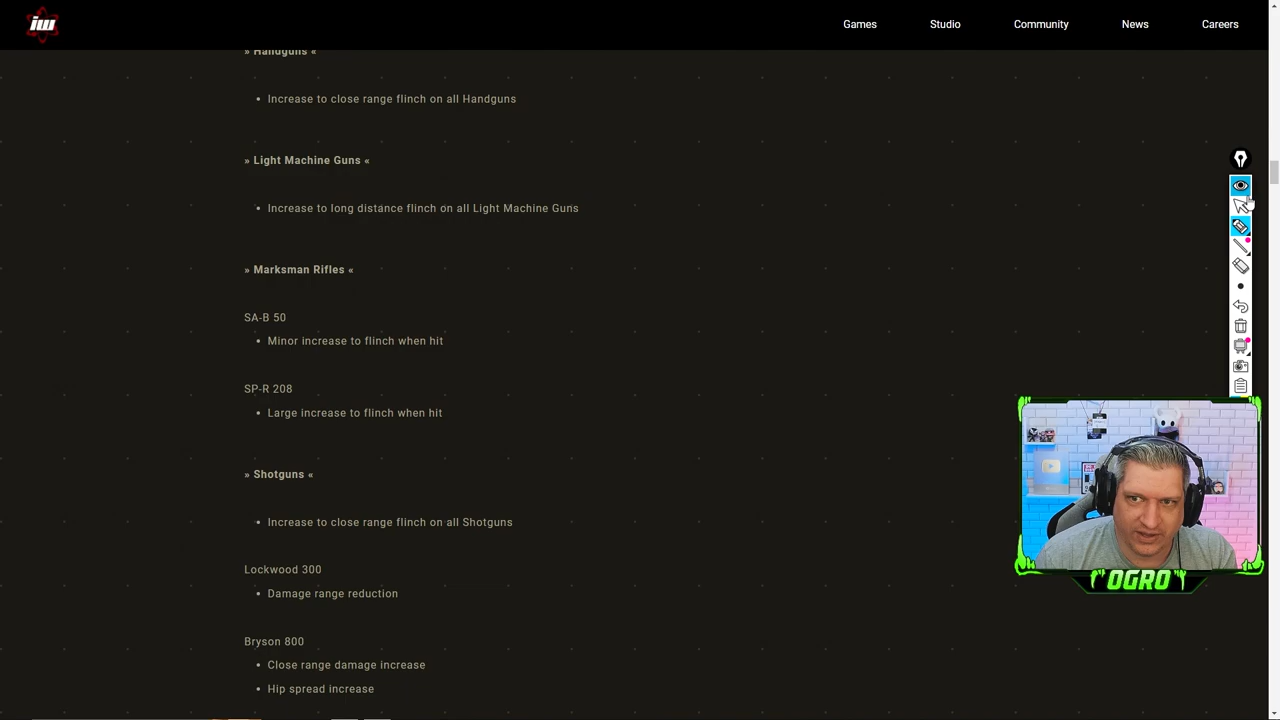 iw
Games
Studio
Community
News
Careers
» Handguns «
• Increase to close range flinch on all Handguns
» Light Machine Guns «
• Increase to long distance flinch on all Light Machine Guns
» Marksman Rifles «
SA-B 50
• Minor increase to flinch when hit
SP-R 208
• Large increase to flinch when hit
» Shotguns «
• Increase to close range flinch on all Shotguns
Lockwood 300
• Damage range reduction
Bryson 800
• Close range damage increase
• Hip spread increase
OGRO